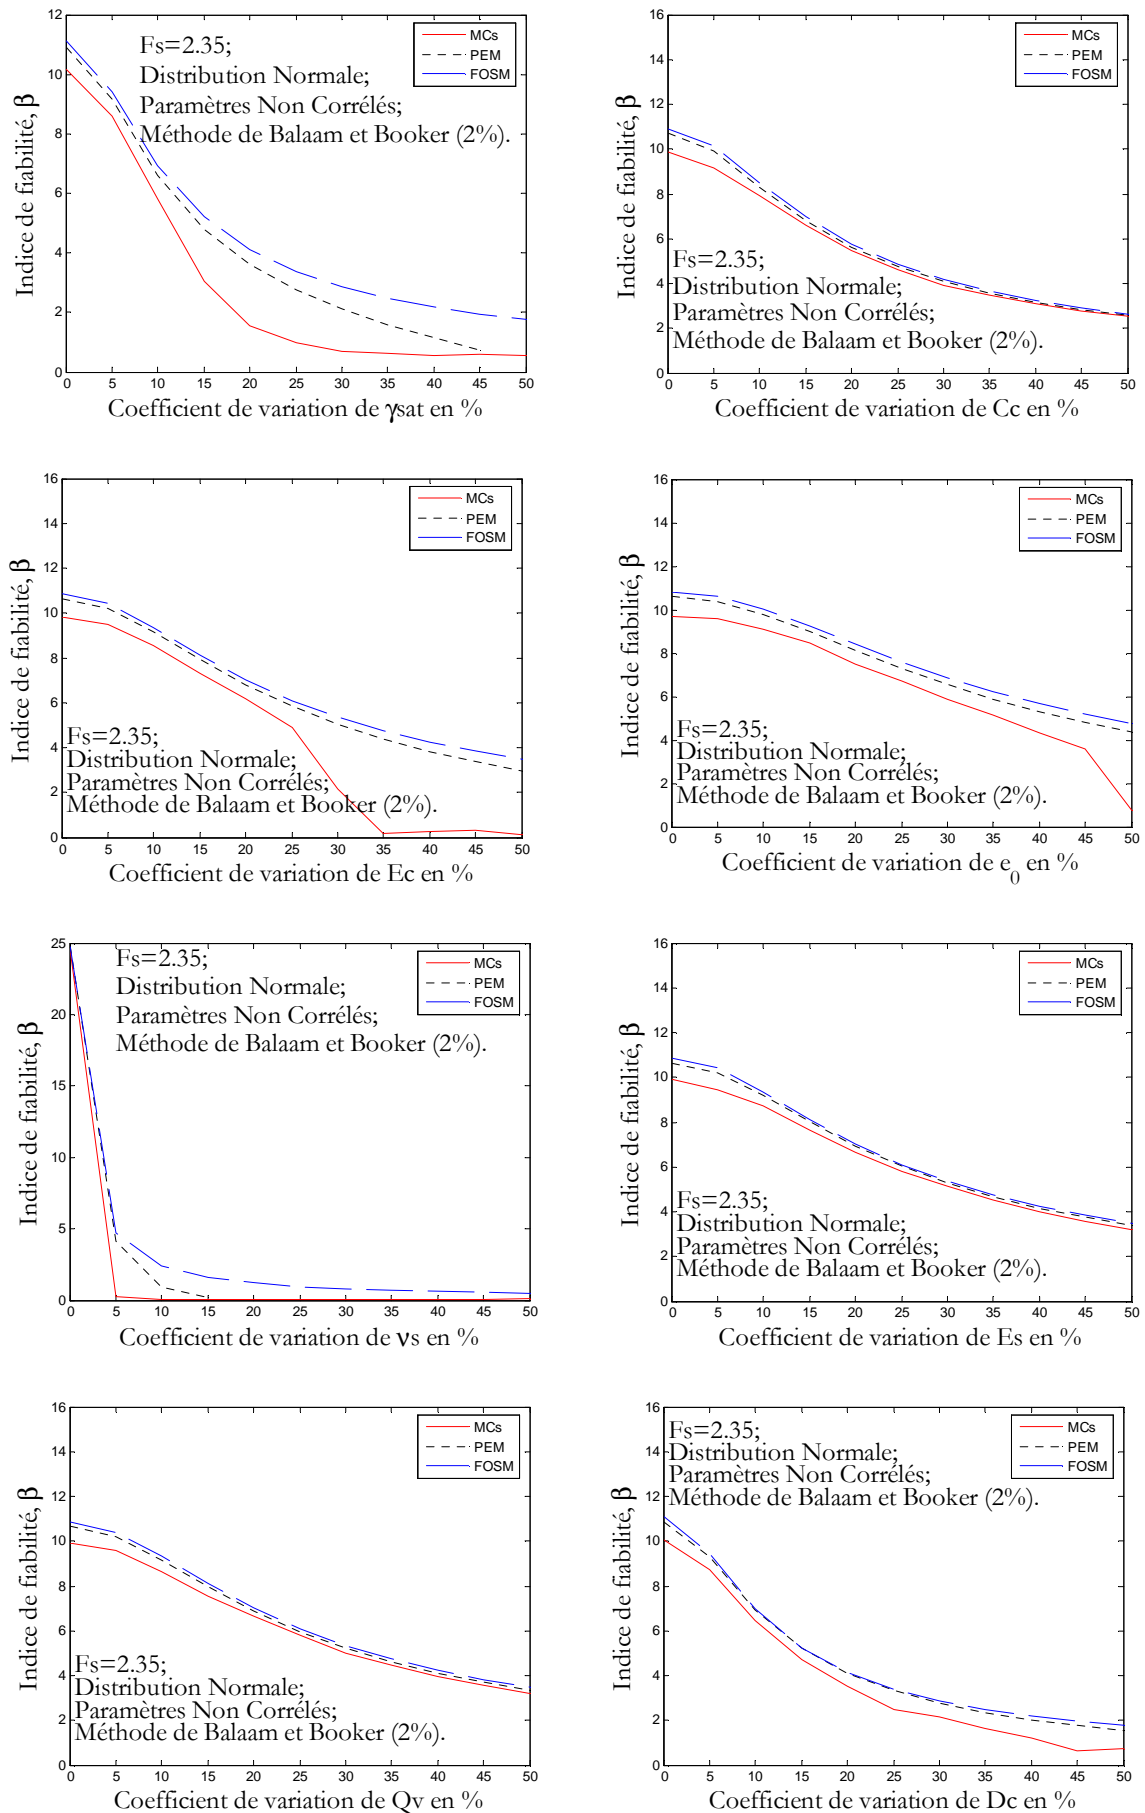 12
10
8
6
4
2
0
0 5 10 15 20 25 30 35 40 45 50
Indice de fiabilité, β
Coefficient de variation de γsat en %
Fs=2.35;
Distribution Normale;
Paramètres Non Corrélés;
Méthode de Balaam et Booker (2%).
MCs
PEM
FOSM
16
14
12
10
8
6
4
2
0
0 5 10 15 20 25 30 35 40 45 50
Indice de fiabilité, β
Coefficient de variation de Cc en %
Fs=2.35;
Distribution Normale;
Paramètres Non Corrélés;
Méthode de Balaam et Booker (2%).
MCs
PEM
FOSM
16
14
12
10
8
6
4
2
0
0 5 10 15 20 25 30 35 40 45 50
Indice de fiabilité, β
Coefficient de variation de Ec en %
Fs=2.35;
Distribution Normale;
Paramètres Non Corrélés;
Méthode de Balaam et Booker (2%).
MCs
PEM
FOSM
16
14
12
10
8
6
4
2
0
0 5 10 15 20 25 30 35 40 45 50
Indice de fiabilité, β
Coefficient de variation de e0 en %
Fs=2.35;
Distribution Normale;
Paramètres Non Corrélés;
Méthode de Balaam et Booker (2%).
MCs
PEM
FOSM
25
20
15
10
5
0
0 5 10 15 20 25 30 35 40 45 50
Indice de fiabilité, β
Coefficient de variation de νs en %
Fs=2.35;
Distribution Normale;
Paramètres Non Corrélés;
Méthode de Balaam et Booker (2%).
MCs
PEM
FOSM
16
14
12
10
8
6
4
2
0
0 5 10 15 20 25 30 35 40 45 50
Indice de fiabilité, β
Coefficient de variation de Es en %
Fs=2.35;
Distribution Normale;
Paramètres Non Corrélés;
Méthode de Balaam et Booker (2%).
MCs
PEM
FOSM
16
14
12
10
8
6
4
2
0
0 5 10 15 20 25 30 35 40 45 50
Indice de fiabilité, β
Coefficient de variation de Qv en %
Fs=2.35;
Distribution Normale;
Paramètres Non Corrélés;
Méthode de Balaam et Booker (2%).
MCs
PEM
FOSM
16
14
12
10
8
6
4
2
0
0 5 10 15 20 25 30 35 40 45 50
Indice de fiabilité, β
Coefficient de variation de Dc en %
Fs=2.35;
Distribution Normale;
Paramètres Non Corrélés;
Méthode de Balaam et Booker (2%).
MCs
PEM
FOSM